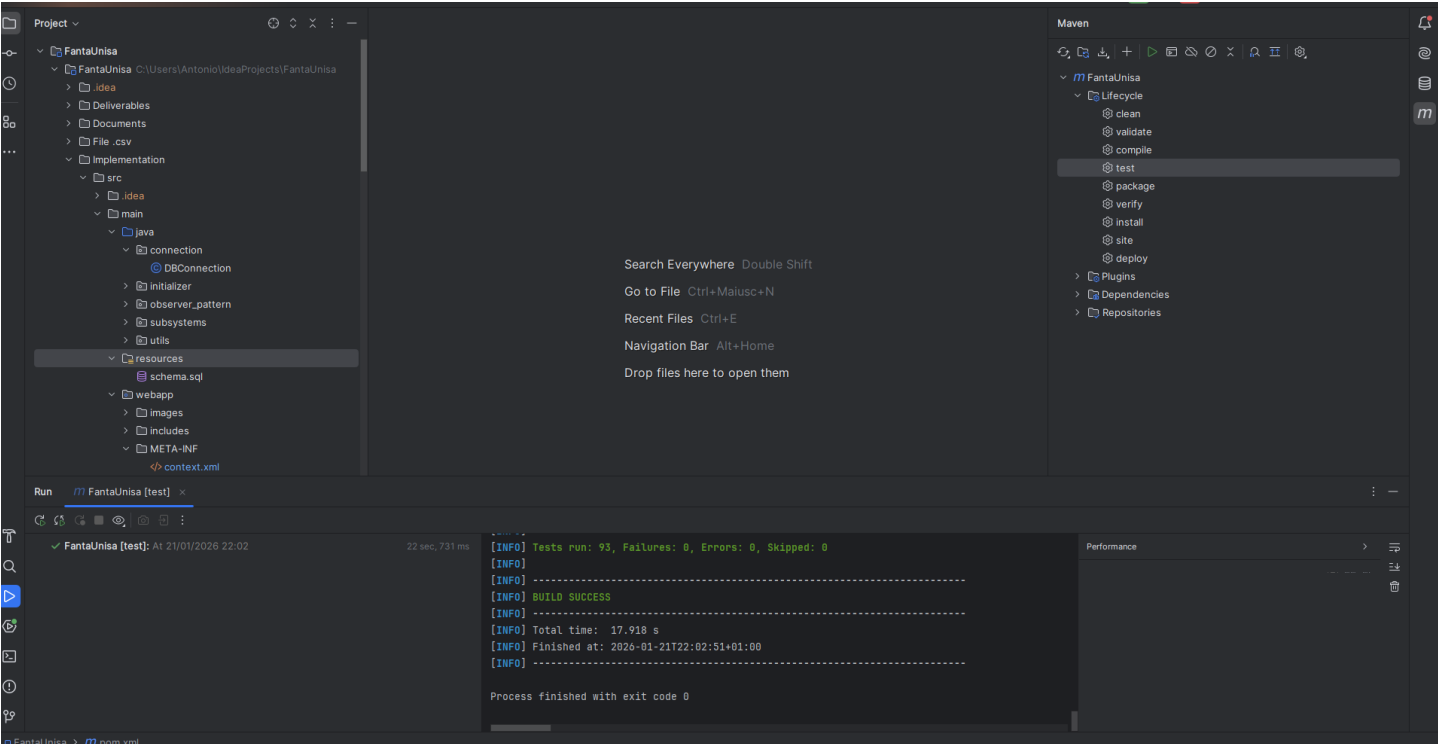 Project
FantaUnisa
FantaUnisa C:\Users\Antonio\IdeaProjects\FantaUnisa
.idea
Deliverables
Documents
File .csv
Implementation
src
.idea
main
java
connection
DBConnection
initializer
observer_pattern
subsystems
utils
resources
schema.sql
webapp
images
includes
META-INF
context.xml
Search Everywhere Double Shift
Go to File Ctrl+Maiusc+N
Recent Files Ctrl+E
Navigation Bar Alt+Home
Drop files here to open them
Maven
FantaUnisa
Lifecycle
clean
validate
compile
test
package
verify
install
site
deploy
Plugins
Dependencies
Repositories
Run FantaUnisa [test]
FantaUnisa [test]: At 21/01/2026 22:02 22 sec, 731 ms
[INFO] Tests run: 93, Failures: 0, Errors: 0, Skipped: 0
[INFO]
[INFO] ------------------------------------------------------------------------
[INFO] BUILD SUCCESS
[INFO] ------------------------------------------------------------------------
[INFO] Total time: 17.918 s
[INFO] Finished at: 2026-01-21T22:02:51+01:00
[INFO] ------------------------------------------------------------------------
Process finished with exit code 0
Performance
FantaUnisa > pom.xml